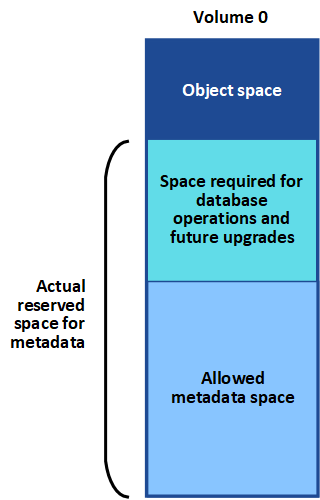 Volume 0
Object space
Space required for
database
operations and
future upgrades
Actual
reserved
space for
metadata
Allowed
metadata space